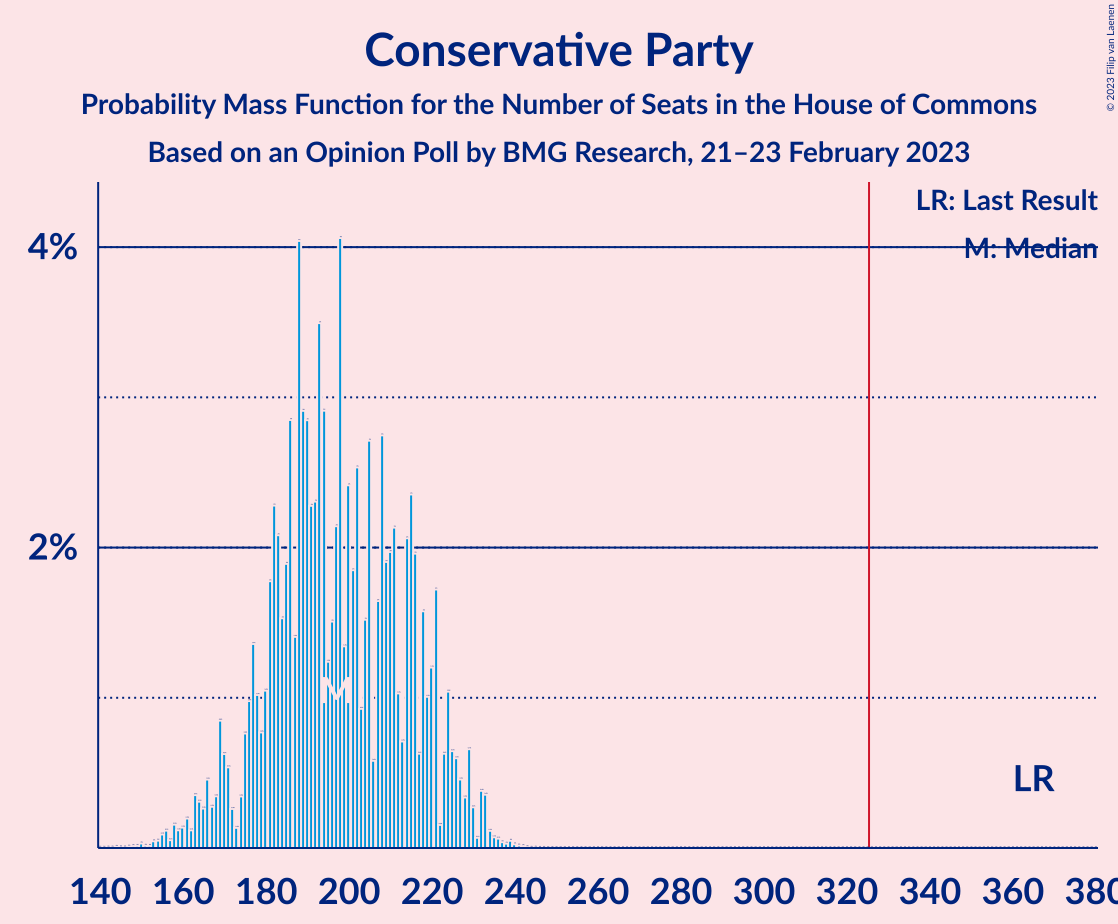 Conservative Party
Probability Mass Function for the Number of Seats in the House of Commons
Based on an Opinion Poll by BMG Research, 21–23 February 2023
© 2023 Filip van Laenen
LR: Last Result
M: Median
4%
2%
M
LR
140 160 180 200 220 240 260 280 300 320 340 360 380